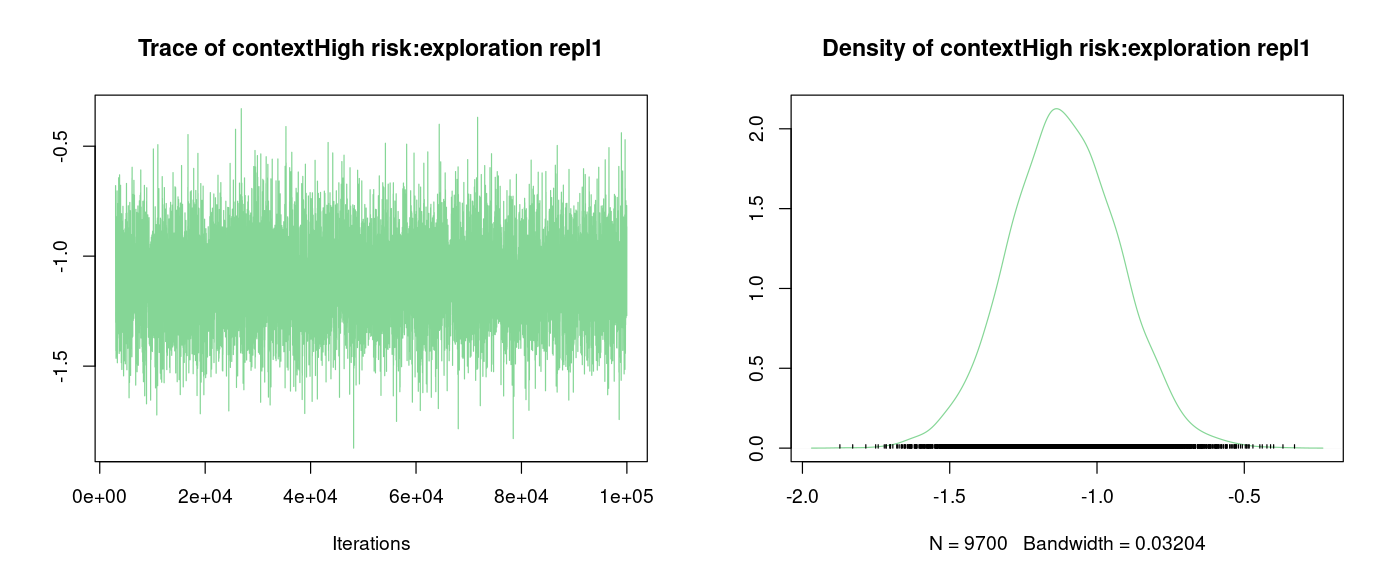 Trace of contextHigh risk:exploration repl1
-0.5
-1.0
-1.5
0e+00 2e+04 4e+04 6e+04 8e+04 1e+05
Iterations
Density of contextHigh risk:exploration repl1
2.0
1.5
1.0
0.5
0.0
-2.0 -1.5 -1.0 -0.5
N = 9700 Bandwidth = 0.03204